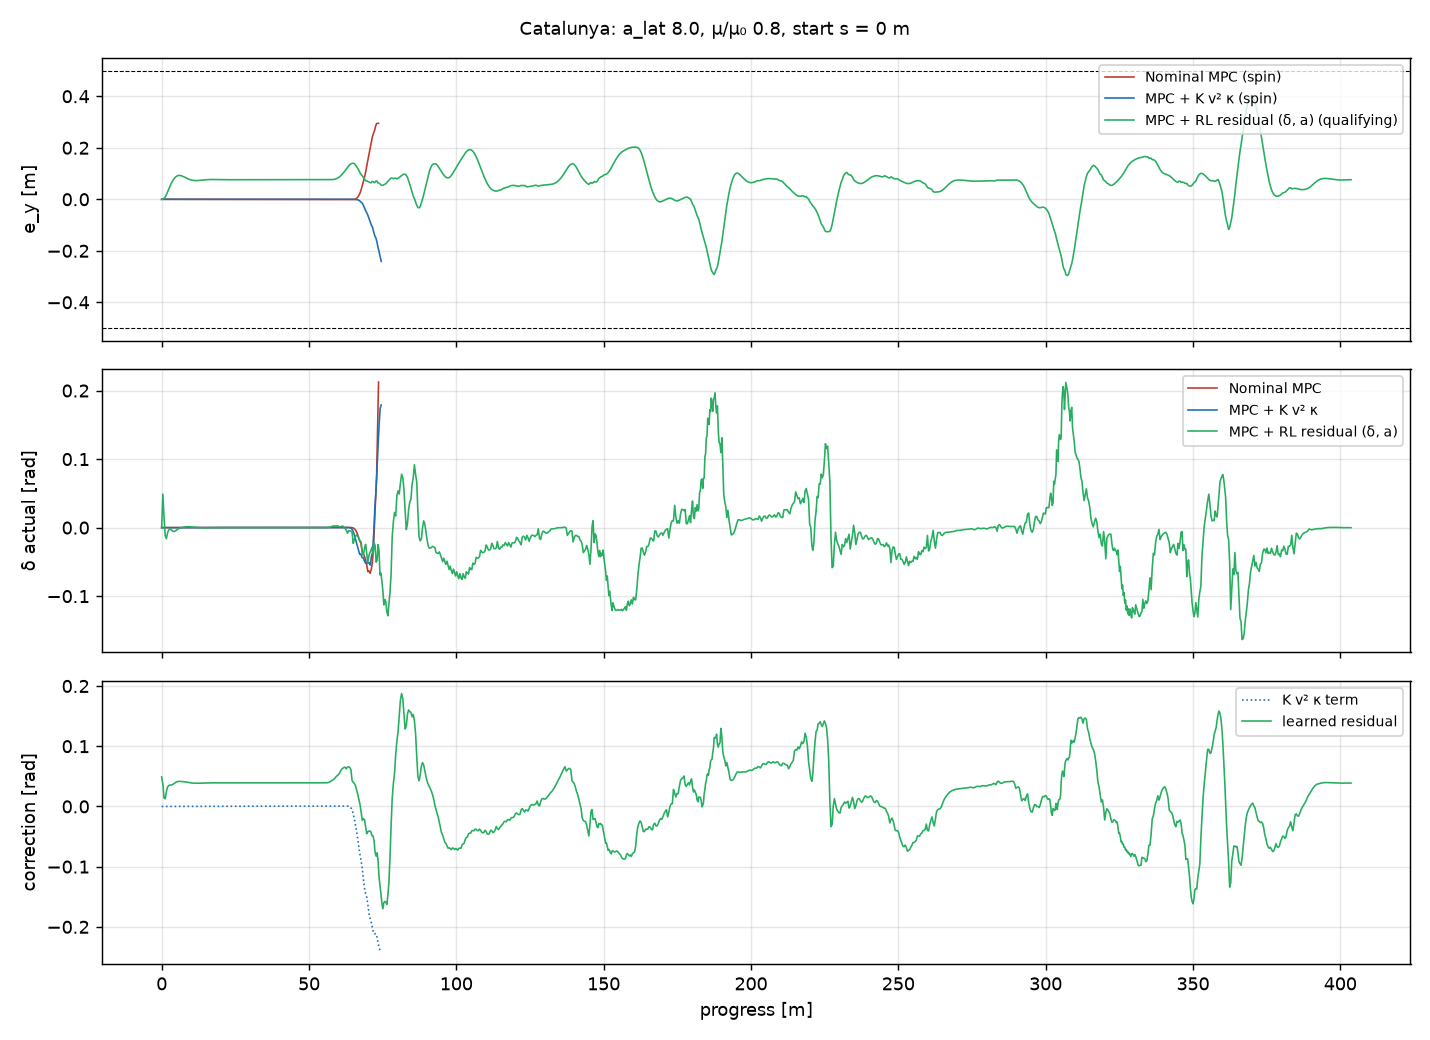 Catalunya: a_lat 8.0, μ/μ₀ 0.8, start s = 0 m
e_y [m]
0.4
0.2
0.0
−0.2
−0.4
Nominal MPC (spin)
MPC + K v² κ (spin)
MPC + RL residual (δ, a) (qualifying)
δ actual [rad]
0.2
0.1
0.0
−0.1
Nominal MPC
MPC + K v² κ
MPC + RL residual (δ, a)
correction [rad]
0.2
0.1
0.0
−0.1
−0.2
K v² κ term
learned residual
0 50 100 150 200 250 300 350 400
progress [m]